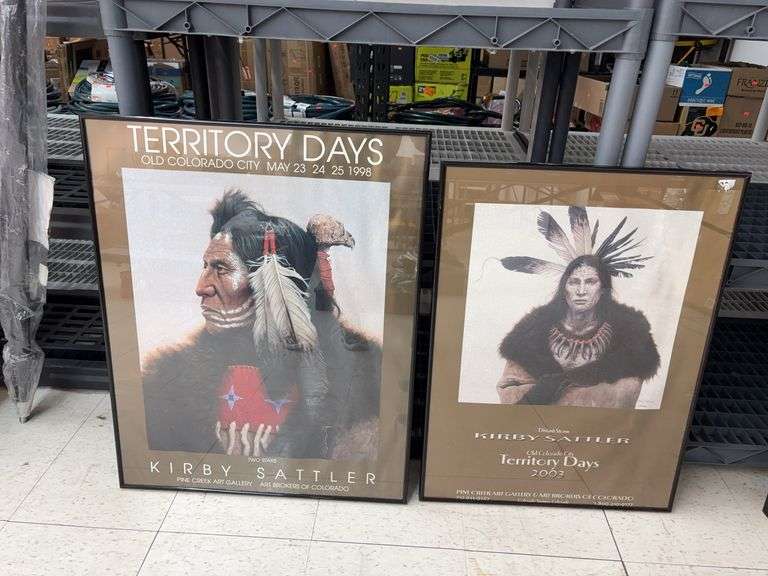 TERRITORY DAYS
OLD COLORADO CITY MAY 23 24 25 1998
TWO STARS
KIRBY SATTLER
PINE CREEK ART GALLERY ART BROKERS OF COLORADO
KIRBY SATTLER
Old Colorado City
Territory Days
2003
PINE CREEK ART GALLERY & ART BROKERS OF COLORADO